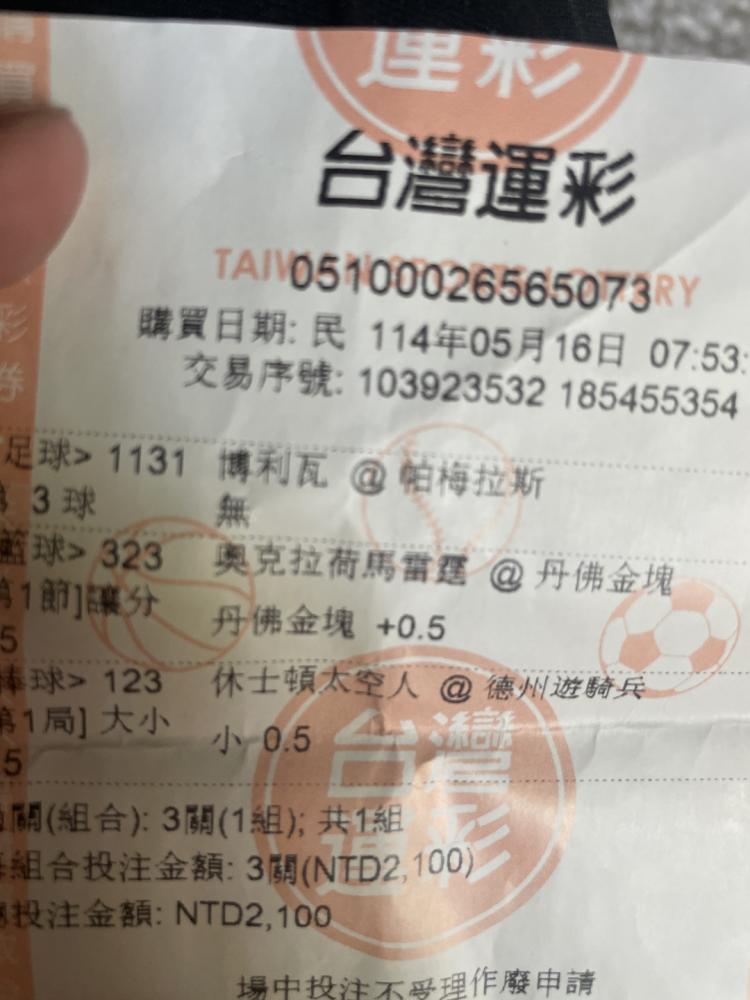 運彩
台灣運彩
TAIWAN SPORTS LOTTERY
051000026565073
購買日期: 民 114年05月16日 07:53:
交易序號: 103923532 185455354
足球> 1131 博利瓦 @ 帕梅拉斯
3 球 無
籃球> 323 奧克拉荷馬雷霆 @ 丹佛金塊
第1節]讓分 丹佛金塊 +0.5
5
棒球> 123 休士頓太空人 @ 德州遊騎兵
第1局] 大小 小 0.5
5
關(組合): 3關(1組); 共1組
每組合投注金額: 3關(NTD2,100)
總投注金額: NTD2,100
場中投注不受理作廢申請
台灣
運彩
彩
券